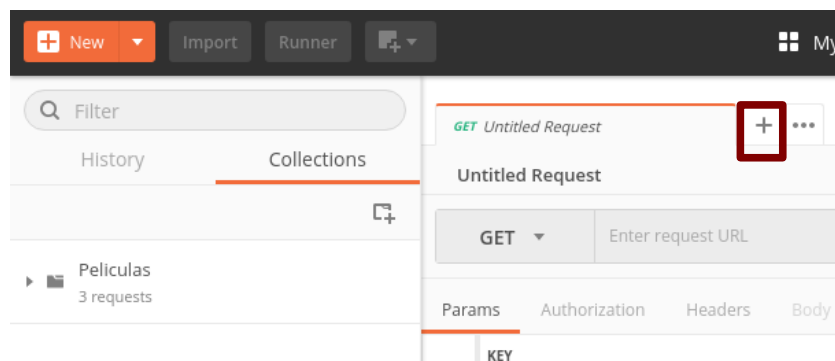 New Import Runner My
Filter
History Collections
Peliculas
3 requests
GET Untitled Request
Untitled Request
GET Enter request URL
Params Authorization Headers Body
KEY